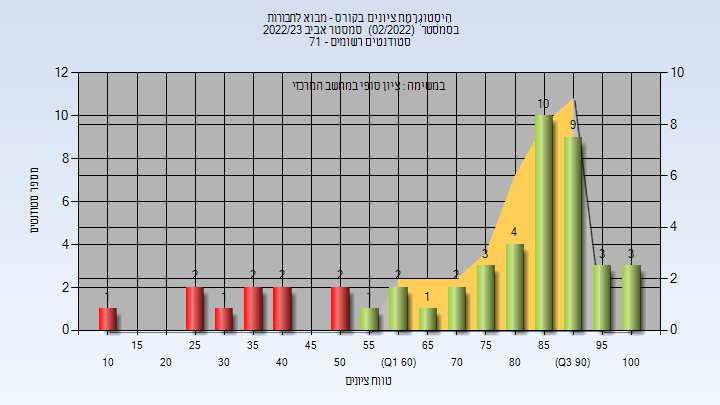 היסטוגרמת ציונים בקורס - מבוא לתבורות
בסמסטר (02/2022) סמסטר אביב 2022/23
סטודנטים רשומים - 71
במשימה : ציון סופי במחשב המרכזי
מספר סטודנטים
12 10 8 6 4 2 0
10 8 6 4 2 0
1 2 1 2 2 2 1 2 1 2 3 4 10 9 3 3
15 25 35 45 55 65 75 85 95
10 20 30 40 50 (Q1 60) 70 80 (Q3 90) 100
טווח ציונים